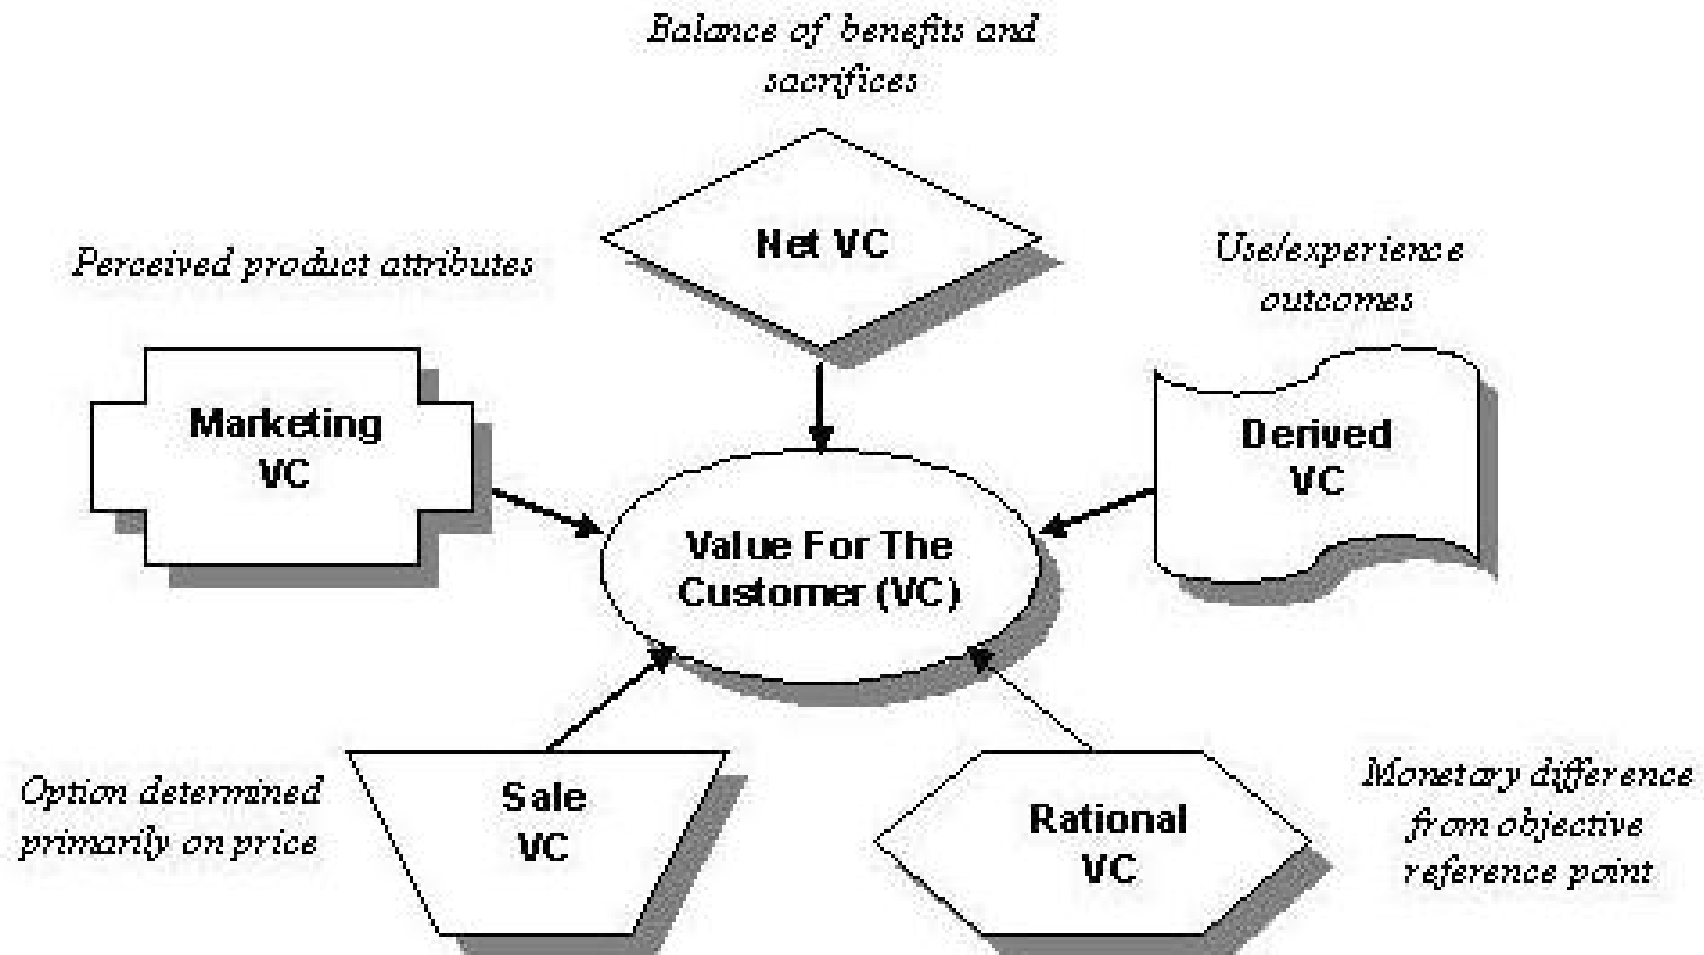 Balance of benefits and
sacrifices
Net VC
Perceived product attributes
Use/experience
outcomes
Marketing
VC
Derived
VC
Value For The
Customer (VC)
Option determined
primarily on price
Sale
VC
Rational
VC
Monetary difference
from objective
reference point